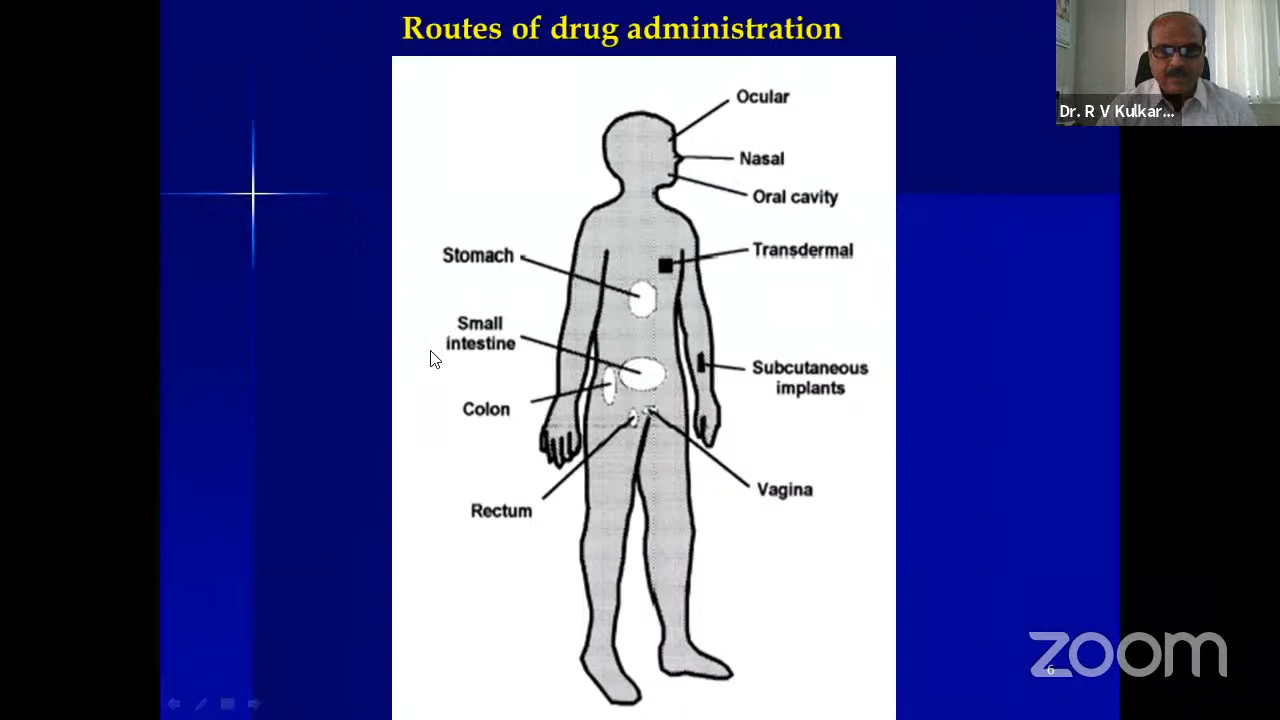 Routes of drug administration
Dr. R V Kulkar...
Ocular
Nasal
Oral cavity
Transdermal
Stomach
Small
intestine
Subcutaneous
implants
Colon
Vagina
Rectum
zoom
6